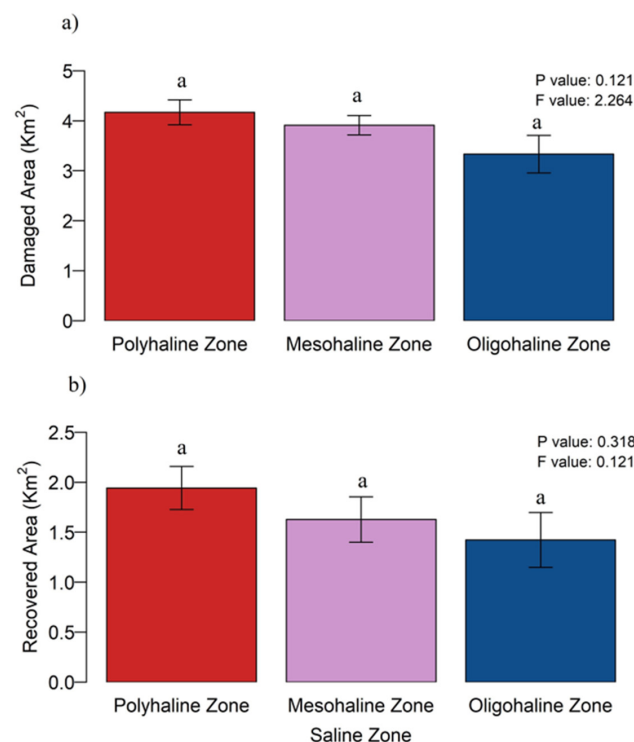 a)
P value: 0.121
F value: 2.264
a
a
a
Damaged Area (Km²)
5
4
3
2
1
0
Polyhaline Zone
Mesohaline Zone
Oligohaline Zone
b)
P value: 0.318
F value: 0.121
a
a
a
Recovered Area (Km²)
2.5
2.0
1.5
1.0
0.5
0.0
Polyhaline Zone
Mesohaline Zone
Oligohaline Zone
Saline Zone